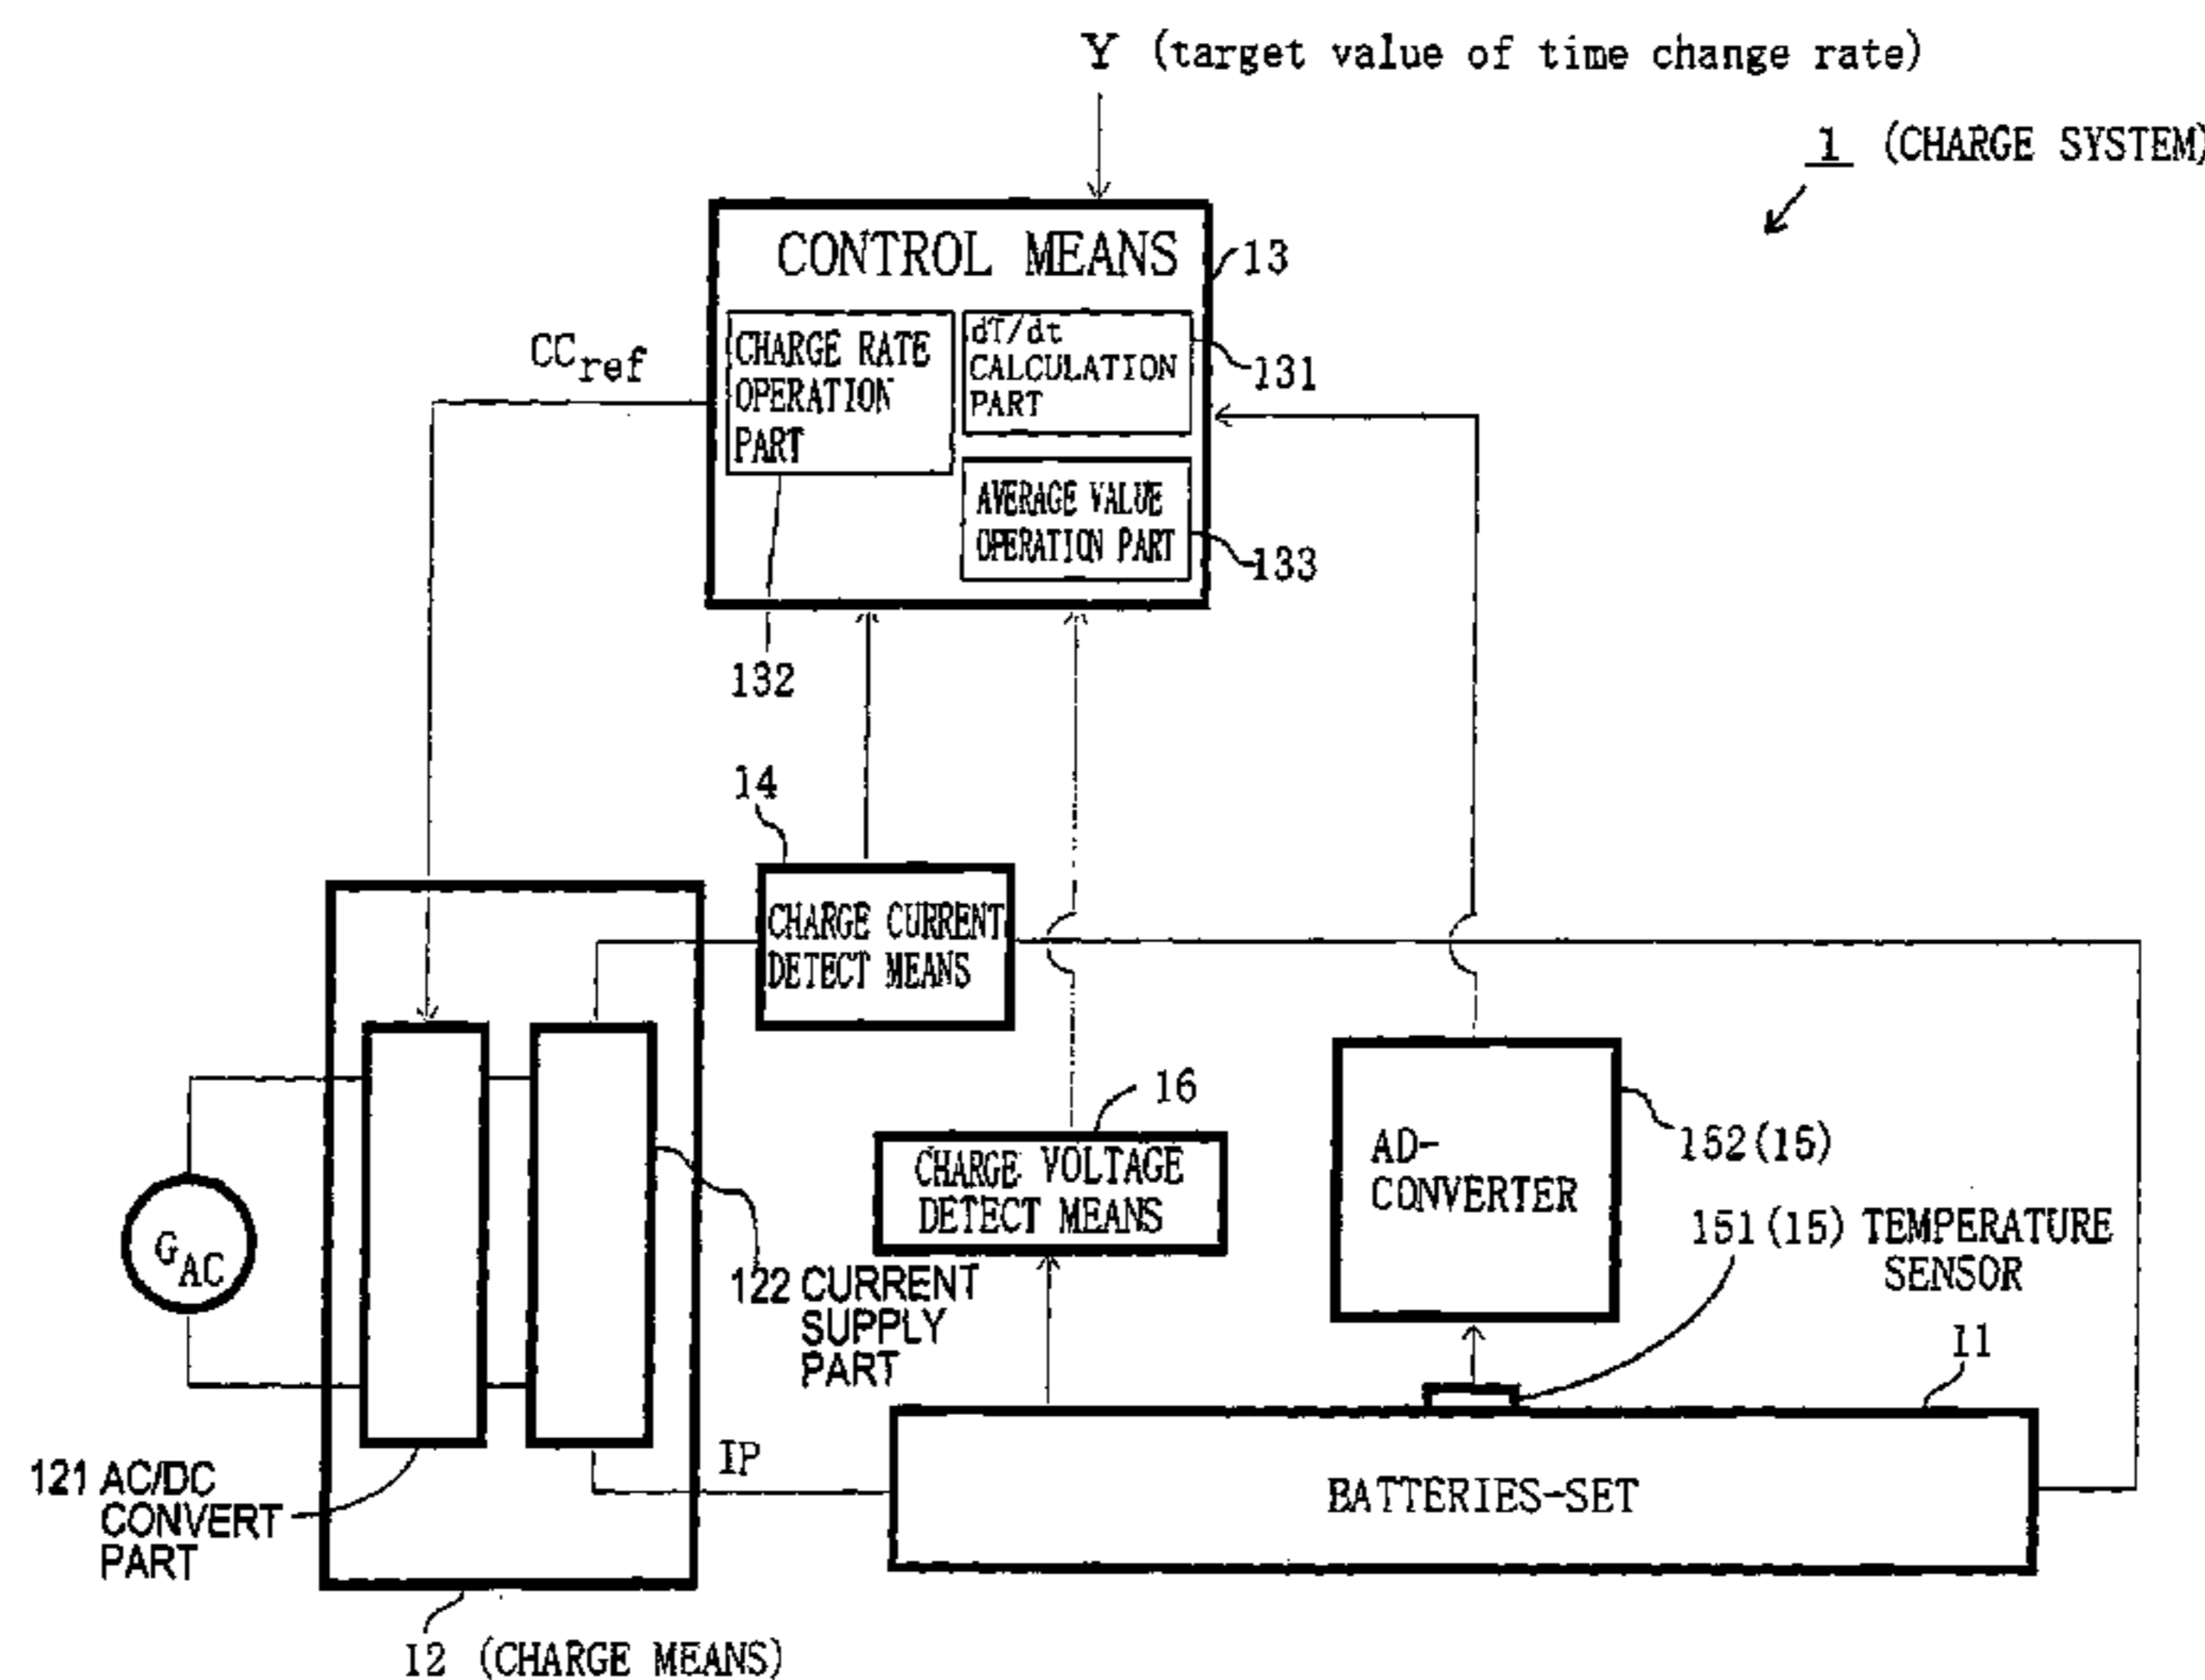 Y (target value of time change rate)
1 (CHARGE SYSTEM)
CONTROL MEANS
13
CHARGE RATE
OPERATION
PART
dT/dt
CALCULATION
PART
131
AVERAGE VALUE
OPERATION PART
133
CCref
132
14
CHARGE CURRENT
DETECT MEANS
16
CHARGE VOLTAGE
DETECT MEANS
AD-
CONVERTER
152(15)
151(15) TEMPERATURE
SENSOR
11
GAC
122 CURRENT
SUPPLY
PART
IP
BATTERIES-SET
121 AC/DC
CONVERT
PART
12 (CHARGE MEANS)